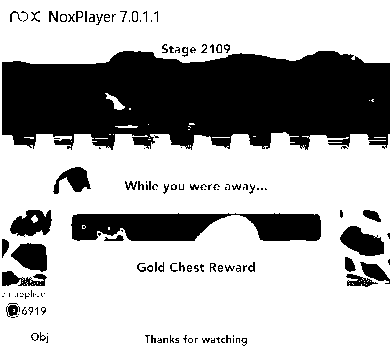 nox NoxPlayer 7.0.1.1
Stage 2109
While you were away...
Gold Chest Reward
6919
Obj
Thanks for watching